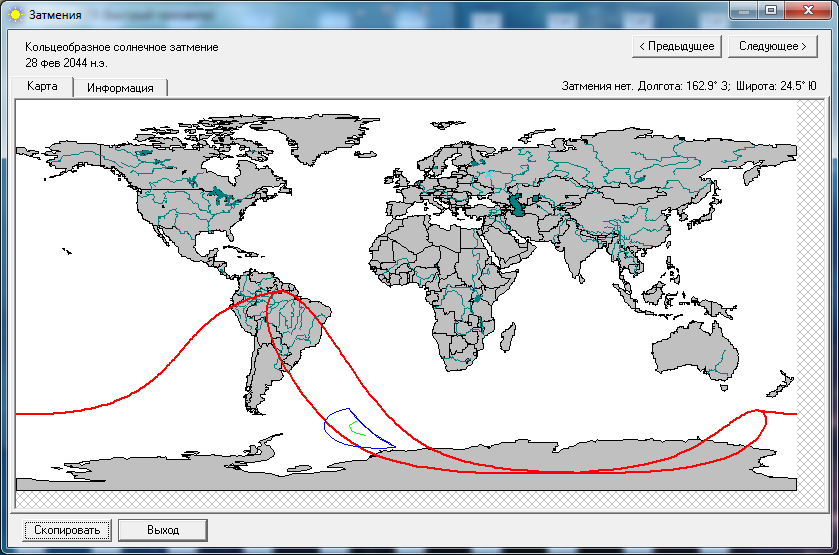 Затмения
Кольцеобразное солнечное затмение
28 фев 2044 н.э.
< Предыдущее
Следующее >
Карта
Информация
Затмения нет. Долгота: 162.9° З; Широта: 24.5° Ю
Скопировать
Выход